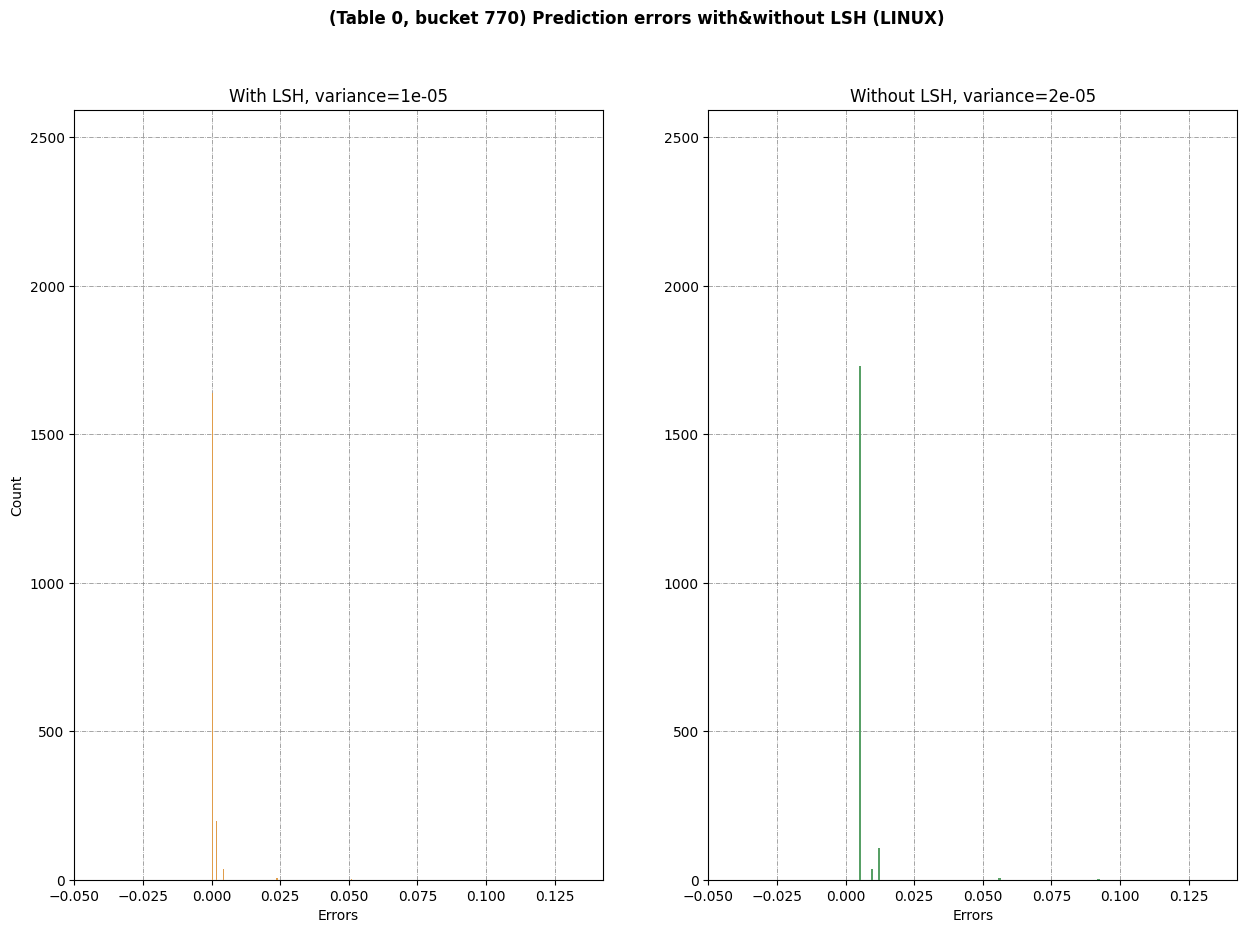 (Table 0, bucket 770) Prediction errors with&without LSH (LINUX)
With LSH, variance=1e-05
2500
2000
1500
1000
500
0
Count
−0.050 −0.025 0.000 0.025 0.050 0.075 0.100 0.125
Errors
Without LSH, variance=2e-05
2500
2000
1500
1000
500
0
−0.050 −0.025 0.000 0.025 0.050 0.075 0.100 0.125
Errors